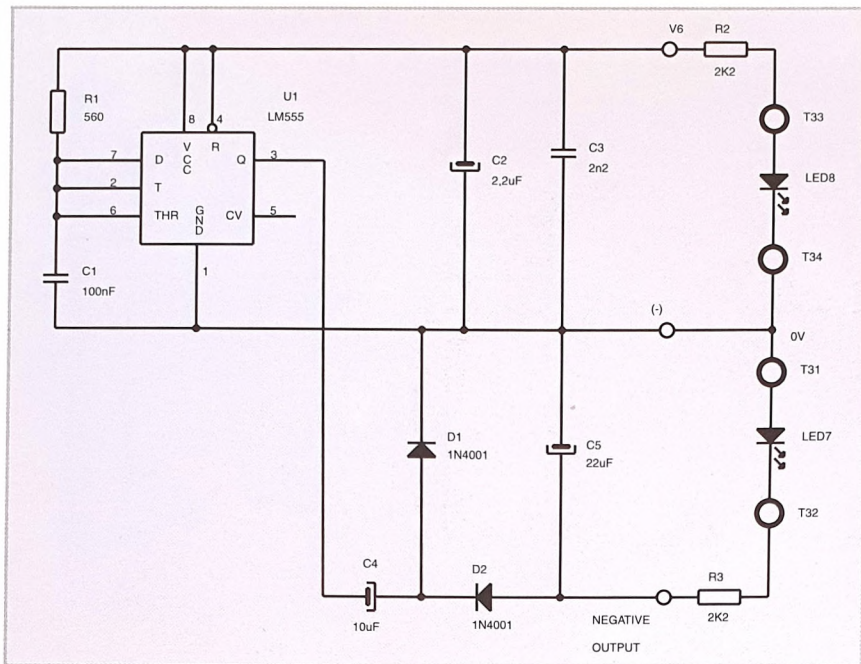 V6
R2
2K2
R1
560
U1
LM555
8
4
T33
7
D
V
C
C
R
Q
3
C2
2,2uF
C3
2n2
2
T
LED8
6
THR
G
N
D
CV
5
C1
100nF
1
T34
(-)
0V
T31
D1
1N4001
C5
22uF
LED7
T32
C4
10uF
D2
1N4001
R3
2K2
NEGATIVE
OUTPUT